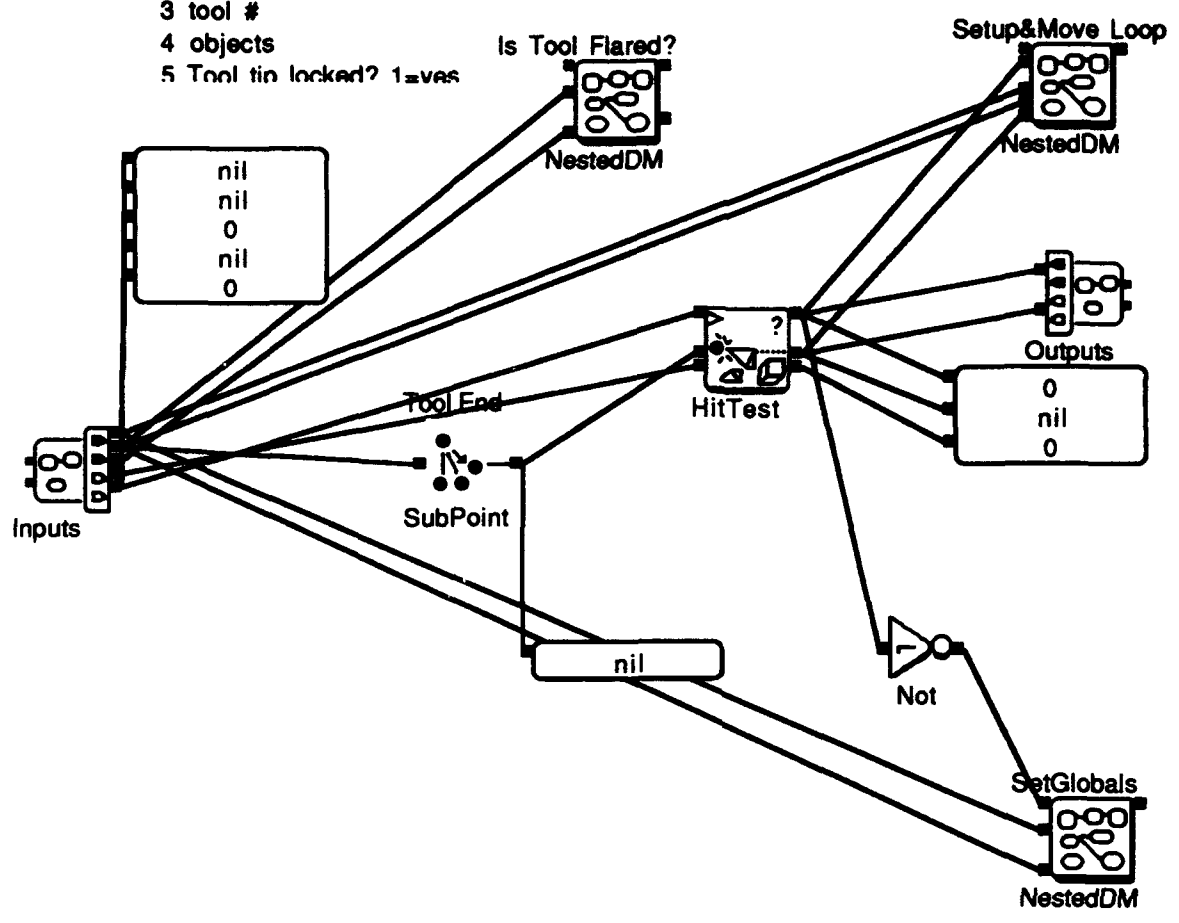 3 tool #
4 objects
5 Tool tip locked? 1=yes
Is Tool Flared?
NestedDM
Setup&Move Loop
NestedDM
nil
nil
0
nil
0
?
HitTest
Outputs
0
nil
0
Tool End
SubPoint
Inputs
nil
Not
SetGlobals
NestedDM